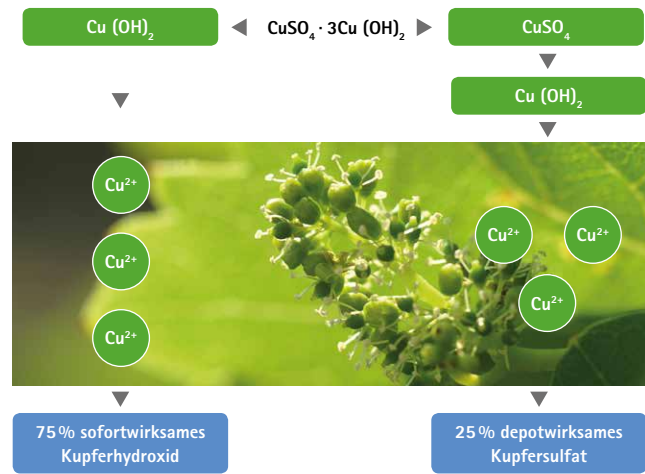 Cu (OH)₂
CuSO₄ · 3Cu (OH)₂
CuSO₄
Cu (OH)₂
Cu²⁺
Cu²⁺
Cu²⁺
Cu²⁺
Cu²⁺
Cu²⁺
75 % sofortwirksames
Kupferhydroxid
25 % depotwirksames
Kupfersulfat